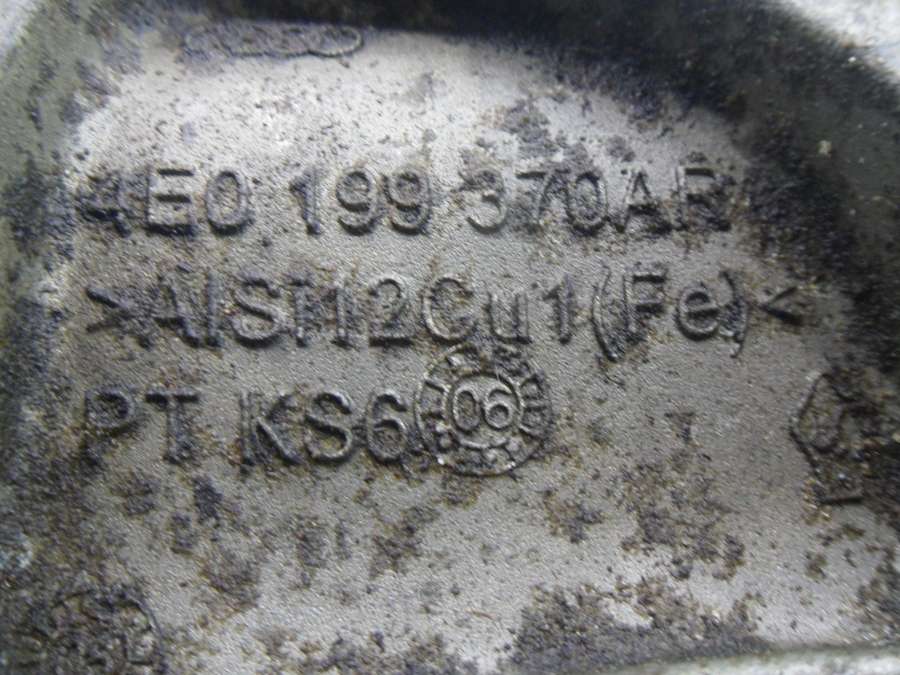 4E0 199 370AR
>AlSi12Cu1(Fe)<
PT KS6 06